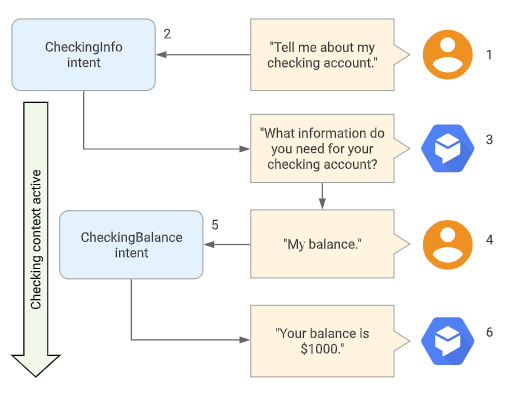 CheckingInfo
intent
2
"Tell me about my
checking account."
1
"What information do
you need for your
checking account?
3
Checking context active
CheckingBalance
intent
5
"My balance."
4
"Your balance is
$1000."
6